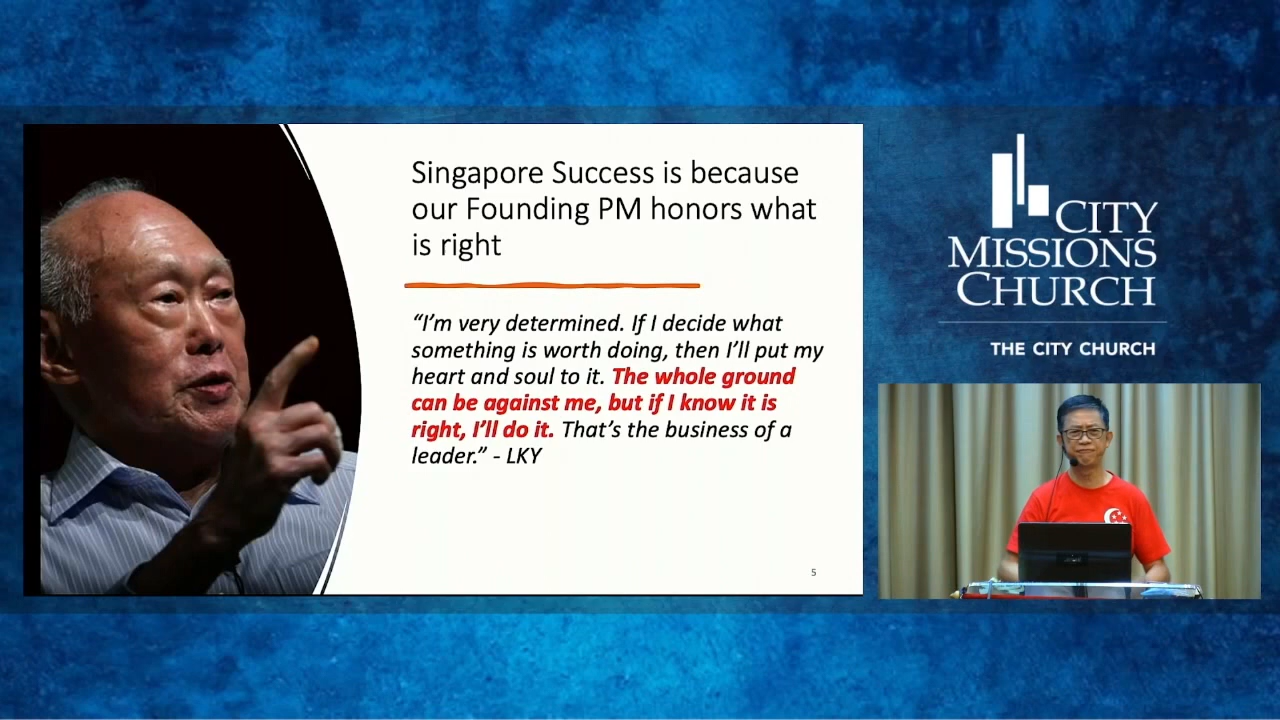 Singapore Success is because
our Founding PM honors what
is right
“I’m very determined. If I decide what
something is worth doing, then I’ll put my
heart and soul to it. The whole ground
can be against me, but if I know it is
right, I’ll do it. That’s the business of a
leader.” - LKY
5
CITY
MISSIONS
CHURCH
THE CITY CHURCH